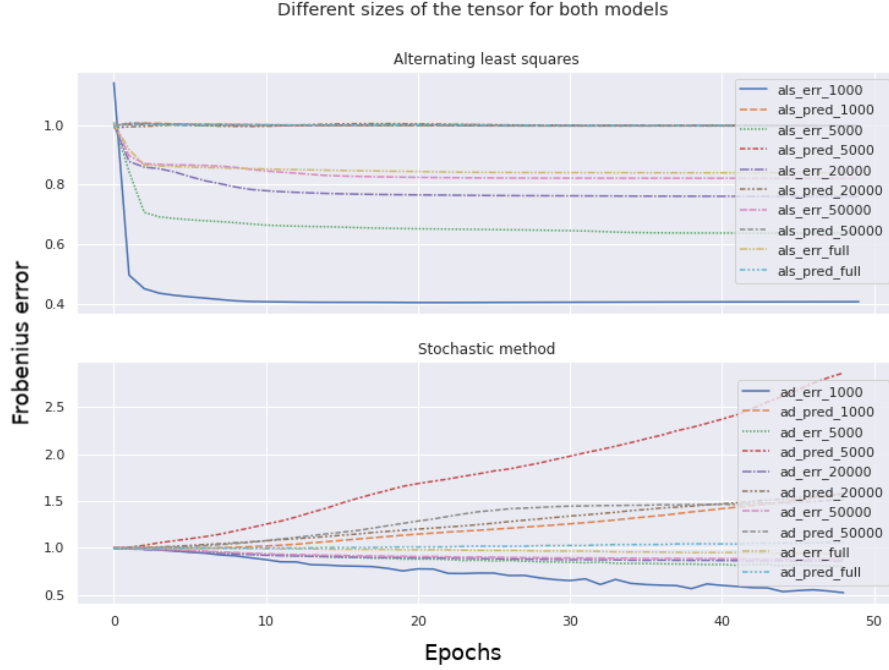 Different sizes of the tensor for both models
Alternating least squares
1.0
0.8
0.6
0.4
als_err_1000
als_pred_1000
als_err_5000
als_pred_5000
als_err_20000
als_pred_20000
als_err_50000
als_pred_50000
als_err_full
als_pred_full
Frobenius error
Stochastic method
2.5
2.0
1.5
1.0
0.5
ad_err_1000
ad_pred_1000
ad_err_5000
ad_pred_5000
ad_err_20000
ad_pred_20000
ad_err_50000
ad_pred_50000
ad_err_full
ad_pred_full
0 10 20 30 40 50
Epochs